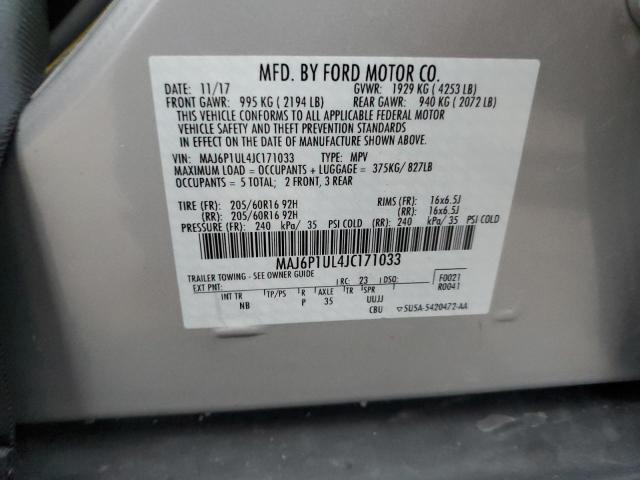 MFD. BY FORD MOTOR CO.
DATE: 11/17 GVWR: 1929 KG ( 4253 LB)
FRONT GAWR: 995 KG ( 2194 LB) REAR GAWR: 940 KG ( 2072 LB)
THIS VEHICLE CONFORMS TO ALL APPLICABLE FEDERAL MOTOR
VEHICLE SAFETY AND THEFT PREVENTION STANDARDS
IN EFFECT ON THE DATE OF MANUFACTURE SHOWN ABOVE.
VIN: MAJ6P1UL4JC171033 TYPE: MPV
MAXIMUM LOAD = OCCUPANTS + LUGGAGE = 375KG/ 827LB
OCCUPANTS = 5 TOTAL; 2 FRONT, 3 REAR
TIRE (FR): 205/60R16 92H RIMS (FR): 16x6.5J
(RR): 205/60R16 92H (RR): 16x6.5J
PRESSURE (FR): 240 kPa/ 35 PSI COLD (RR): 240 kPa/ 35 PSI COLD
MAJ6P1UL4JC171033
TRAILER TOWING - SEE OWNER GUIDE
EXT PNT: RC: 23 DSO: F0021
R0041
INT TR TP/PS R AXLE TR SPR
NB P 35 UUJJ
CBU ▽SU5A-5420472-AA